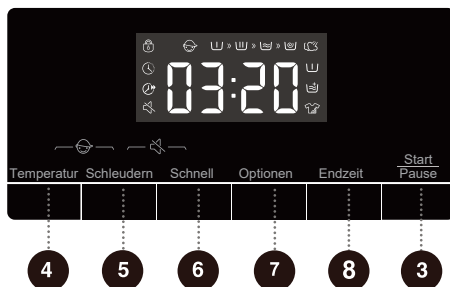 03:20
Start
Temperatur Schleudern Schnell Optionen Endzeit Pause
4 5 6 7 8 3